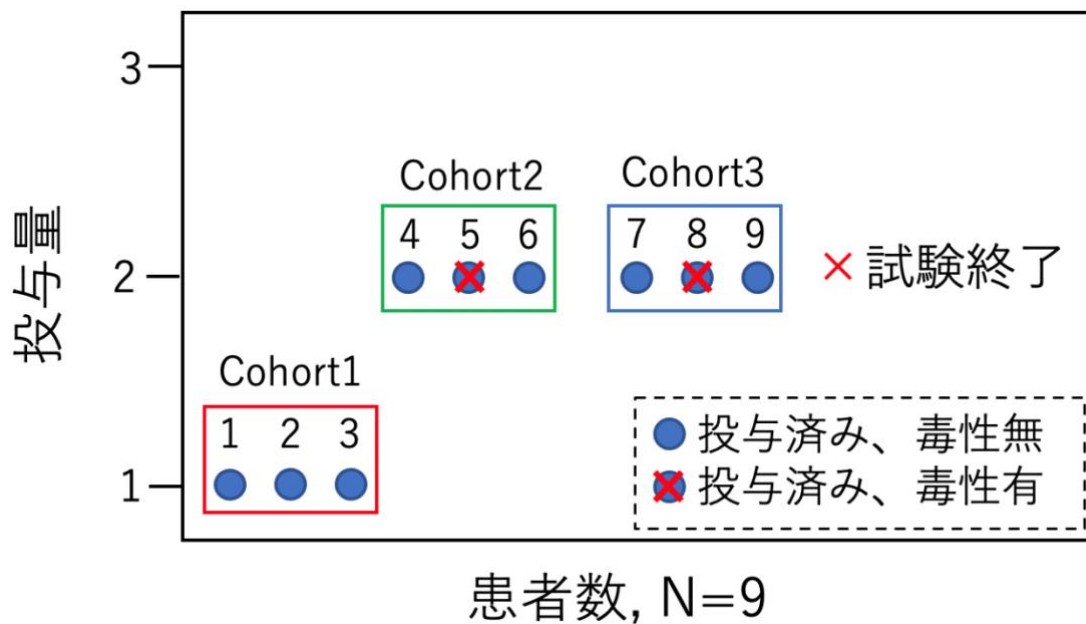 3
Cohort2
Cohort3
4 5 6
7 8 9
投与量
2
試験終了
Cohort1
1 2 3
1
投与済み、毒性無
投与済み、毒性有
患者数, N=9